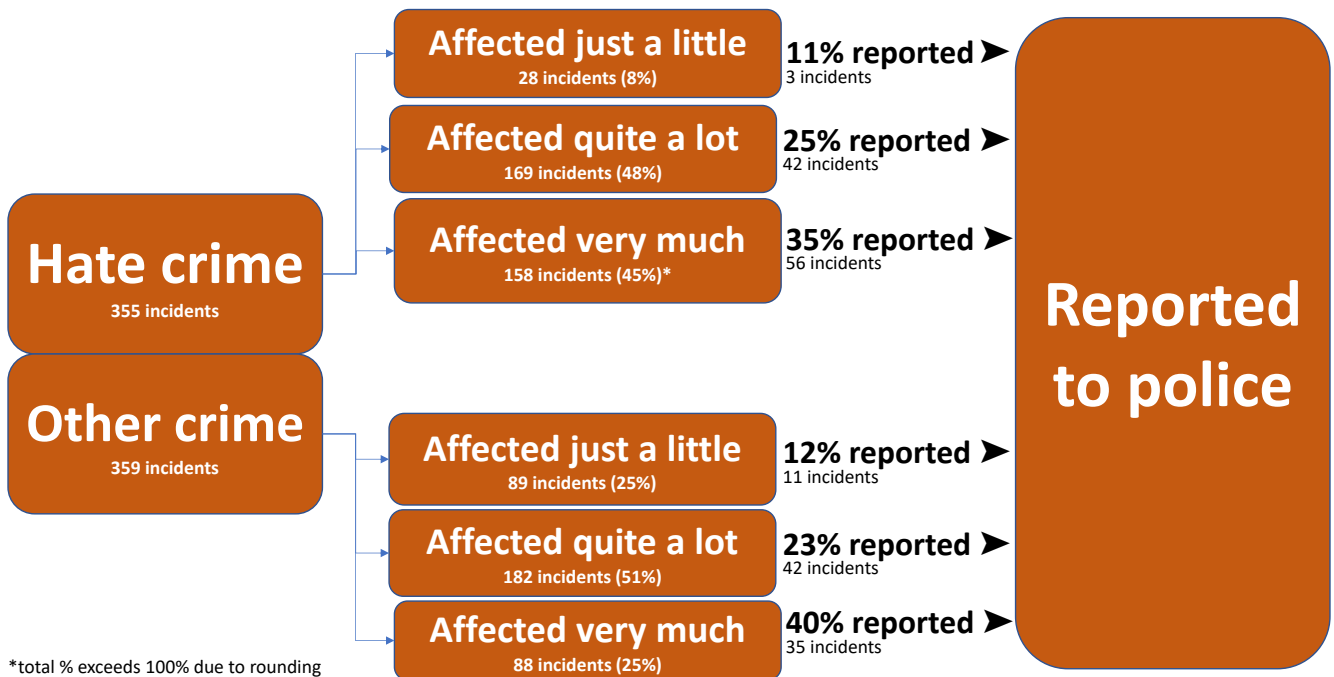 Hate crime
355 incidents
Affected just a little
28 incidents (8%)
11% reported
3 incidents
Affected quite a lot
169 incidents (48%)
25% reported
42 incidents
Affected very much
158 incidents (45%)*
35% reported
56 incidents
Other crime
359 incidents
Affected just a little
89 incidents (25%)
12% reported
11 incidents
Affected quite a lot
182 incidents (51%)
23% reported
42 incidents
Affected very much
88 incidents (25%)
40% reported
35 incidents
Reported
to police
*total % exceeds 100% due to rounding